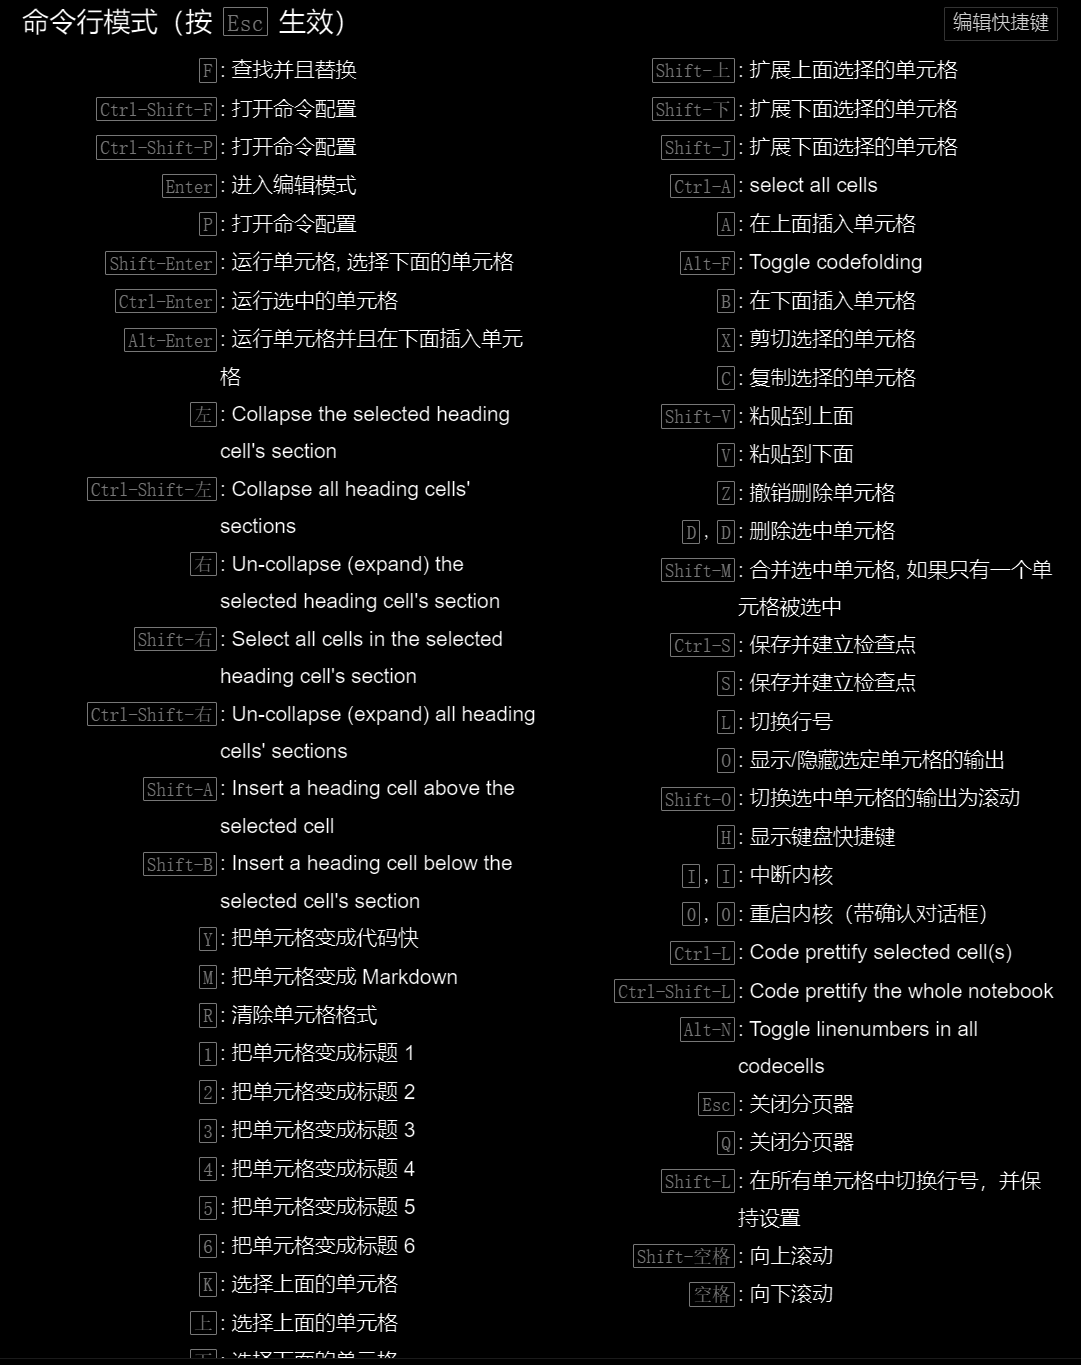 命令行模式（按 Esc 生效）
编辑快捷键
F : 查找并且替换
Ctrl-Shift-F : 打开命令配置
Ctrl-Shift-P : 打开命令配置
Enter : 进入编辑模式
P : 打开命令配置
Shift-Enter : 运行单元格, 选择下面的单元格
Ctrl-Enter : 运行选中的单元格
Alt-Enter : 运行单元格并且在下面插入单元
格
左 : Collapse the selected heading
cell's section
Ctrl-Shift-左 : Collapse all heading cells'
sections
右 : Un-collapse (expand) the
selected heading cell's section
Shift-右 : Select all cells in the selected
heading cell's section
Ctrl-Shift-右 : Un-collapse (expand) all heading
cells' sections
Shift-A : Insert a heading cell above the
selected cell
Shift-B : Insert a heading cell below the
selected cell's section
Y : 把单元格变成代码快
M : 把单元格变成 Markdown
R : 清除单元格格式
1 : 把单元格变成标题 1
2 : 把单元格变成标题 2
3 : 把单元格变成标题 3
4 : 把单元格变成标题 4
5 : 把单元格变成标题 5
6 : 把单元格变成标题 6
K : 选择上面的单元格
上 : 选择上面的单元格
下 : 选择下面的单元格
Shift-上 : 扩展上面选择的单元格
Shift-下 : 扩展下面选择的单元格
Shift-J : 扩展下面选择的单元格
Ctrl-A : select all cells
A : 在上面插入单元格
Alt-F : Toggle codefolding
B : 在下面插入单元格
X : 剪切选择的单元格
C : 复制选择的单元格
Shift-V : 粘贴到上面
V : 粘贴到下面
Z : 撤销删除单元格
D , D : 删除选中单元格
Shift-M : 合并选中单元格, 如果只有一个单
元格被选中
Ctrl-S : 保存并建立检查点
S : 保存并建立检查点
L : 切换行号
O : 显示/隐藏选定单元格的输出
Shift-O : 切换选中单元格的输出为滚动
H : 显示键盘快捷键
I , I : 中断内核
0 , 0 : 重启内核（带确认对话框）
Ctrl-L : Code prettify selected cell(s)
Ctrl-Shift-L : Code prettify the whole notebook
Alt-N : Toggle linenumbers in all
codecells
Esc : 关闭分页器
Q : 关闭分页器
Shift-L : 在所有单元格中切换行号，并保
持设置
Shift-空格 : 向上滚动
空格 : 向下滚动